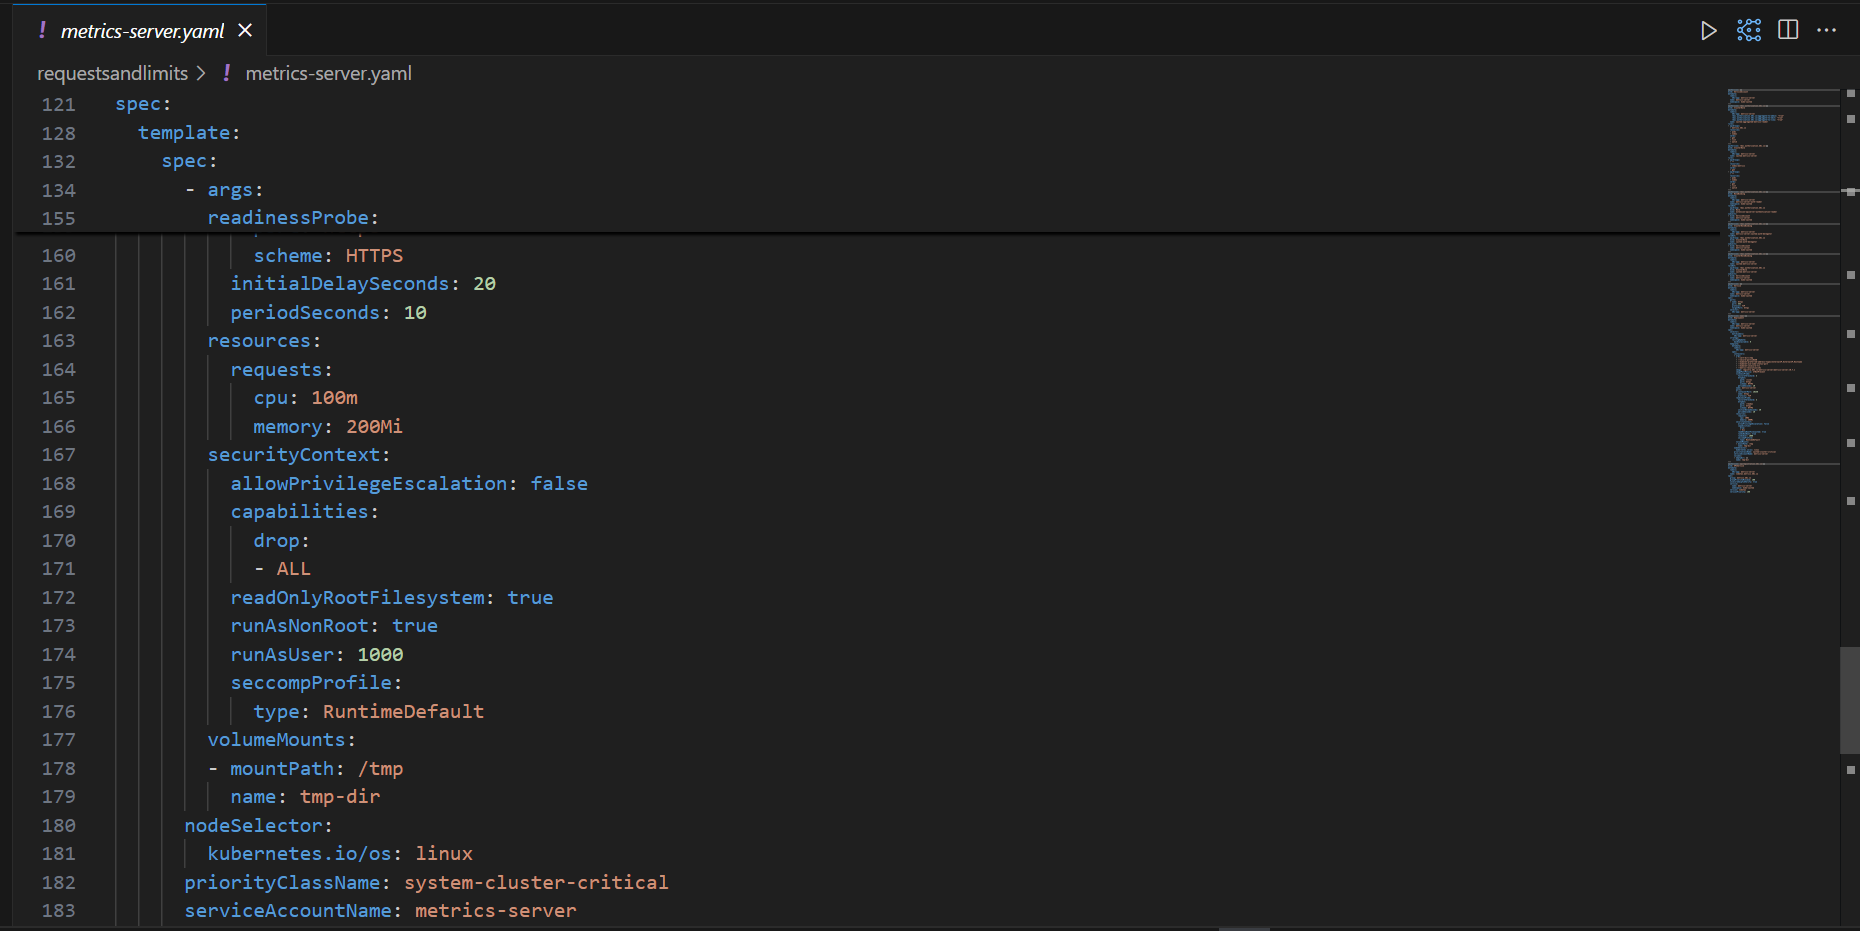 ! metrics-server.yaml ×
requestsandlimits > ! metrics-server.yaml
121 spec:
128 template:
132 spec:
134 - args:
155 readinessProbe:
160 scheme: HTTPS
161 initialDelaySeconds: 20
162 periodSeconds: 10
163 resources:
164 requests:
165 cpu: 100m
166 memory: 200Mi
167 securityContext:
168 allowPrivilegeEscalation: false
169 capabilities:
170 drop:
171 - ALL
172 readOnlyRootFilesystem: true
173 runAsNonRoot: true
174 runAsUser: 1000
175 seccompProfile:
176 type: RuntimeDefault
177 volumeMounts:
178 - mountPath: /tmp
179 name: tmp-dir
180 nodeSelector:
181 kubernetes.io/os: linux
182 priorityClassName: system-cluster-critical
183 serviceAccountName: metrics-server